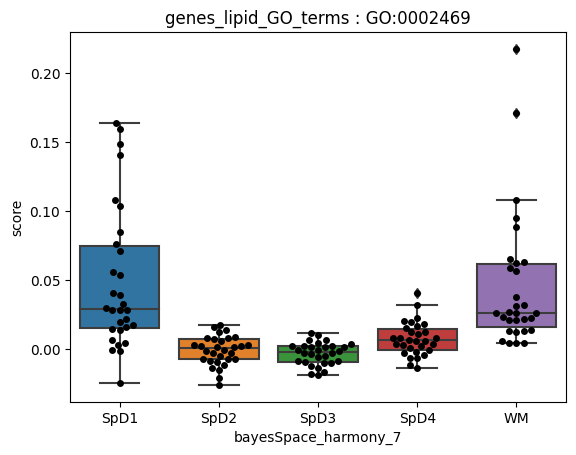 genes_lipid_GO_terms : GO:0002469
score
0.20
0.15
0.10
0.05
0.00
SpD1 SpD2 SpD3 SpD4 WM
bayesSpace_harmony_7